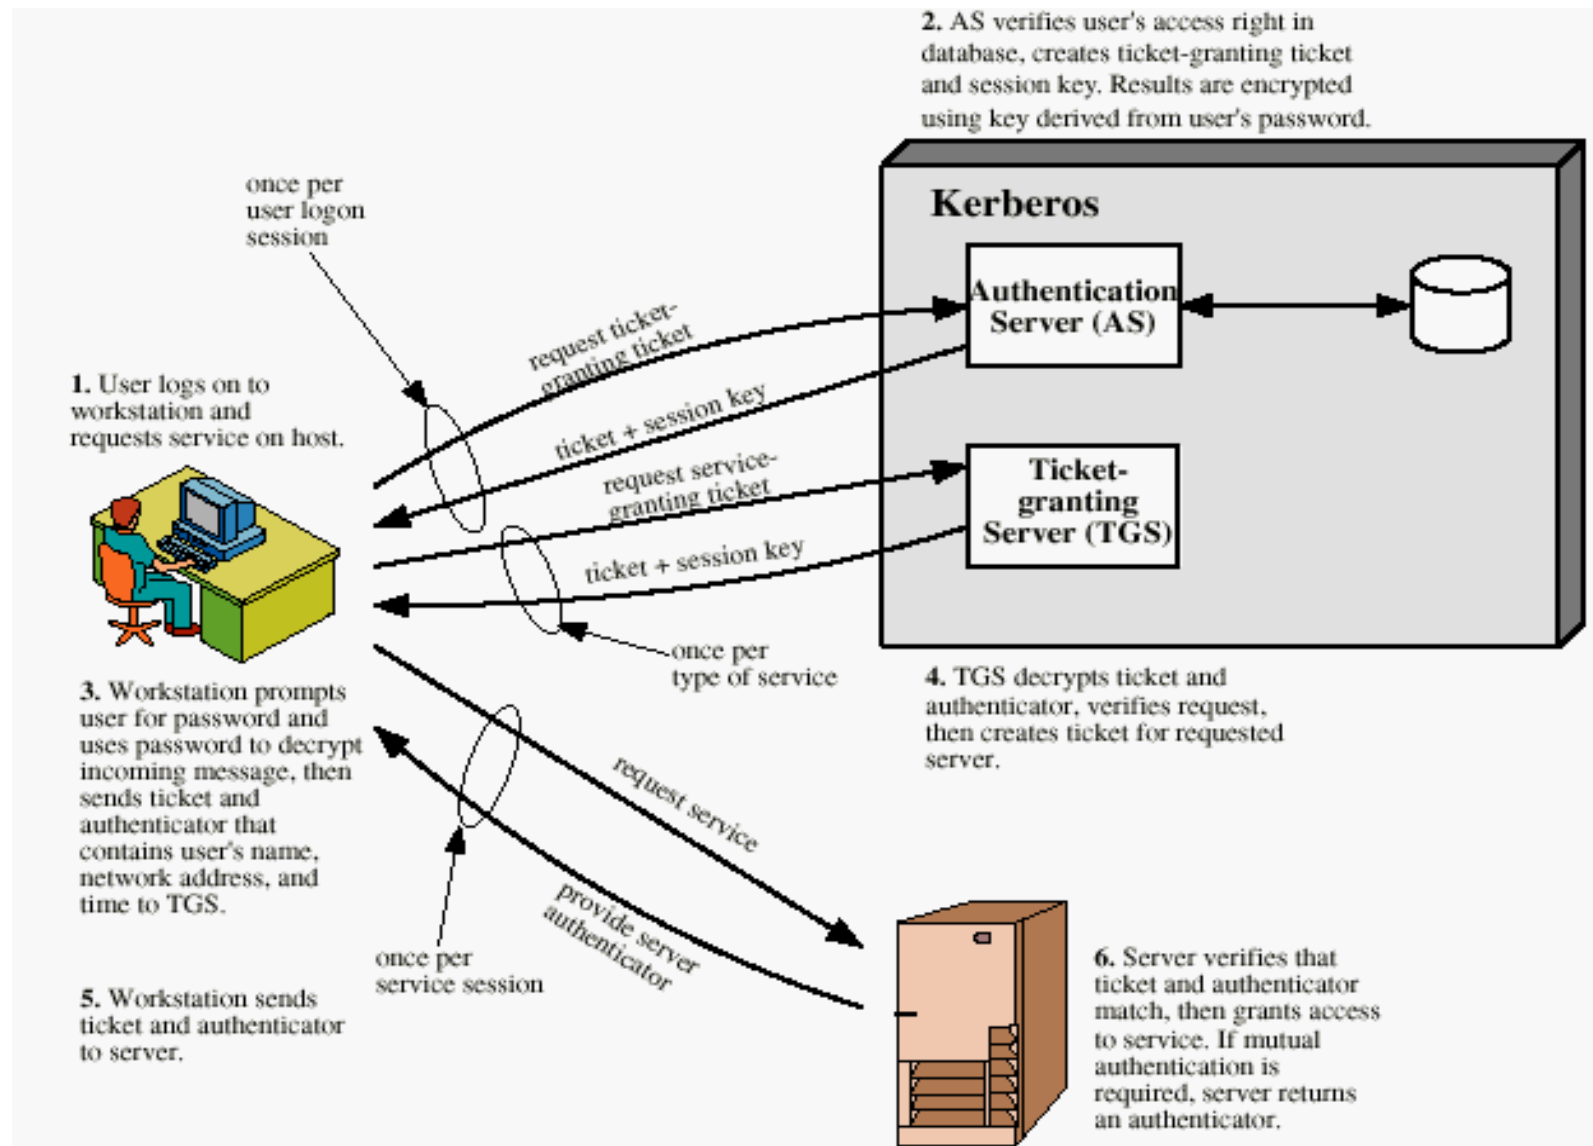 2. AS verifies user's access right in
database, creates ticket-granting ticket
and session key. Results are encrypted
using key derived from user's password.
once per
user logon
session
Kerberos
Authentication
Server (AS)
request ticket-
granting ticket
1. User logs on to
workstation and
requests service on host.
ticket + session key
request service-
granting ticket
Ticket-
granting
Server (TGS)
ticket + session key
once per
type of service
3. Workstation prompts
user for password and
uses password to decrypt
incoming message, then
sends ticket and
authenticator that
contains user's name,
network address, and
time to TGS.
4. TGS decrypts ticket and
authenticator, verifies request,
then creates ticket for requested
server.
request service
provide server
authenticator
once per
service session
5. Workstation sends
ticket and authenticator
to server.
6. Server verifies that
ticket and authenticator
match, then grants access
to service. If mutual
authentication is
required, server returns
an authenticator.